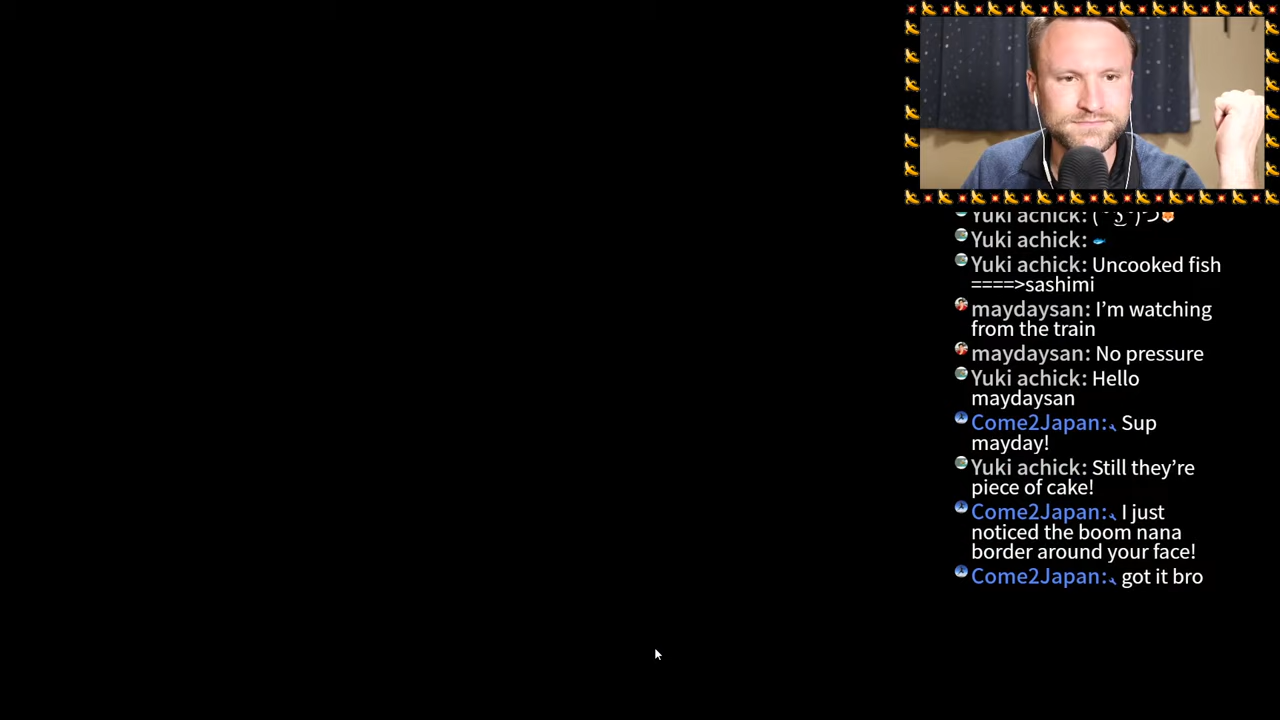 Yuki achick:
Yuki achick:
Yuki achick: Uncooked fish
====>sashimi
maydaysan: I’m watching
from the train
maydaysan: No pressure
Yuki achick: Hello
maydaysan
Come2Japan: Sup
mayday!
Yuki achick: Still they’re
piece of cake!
Come2Japan: I just
noticed the boom nana
border around your face!
Come2Japan: got it bro